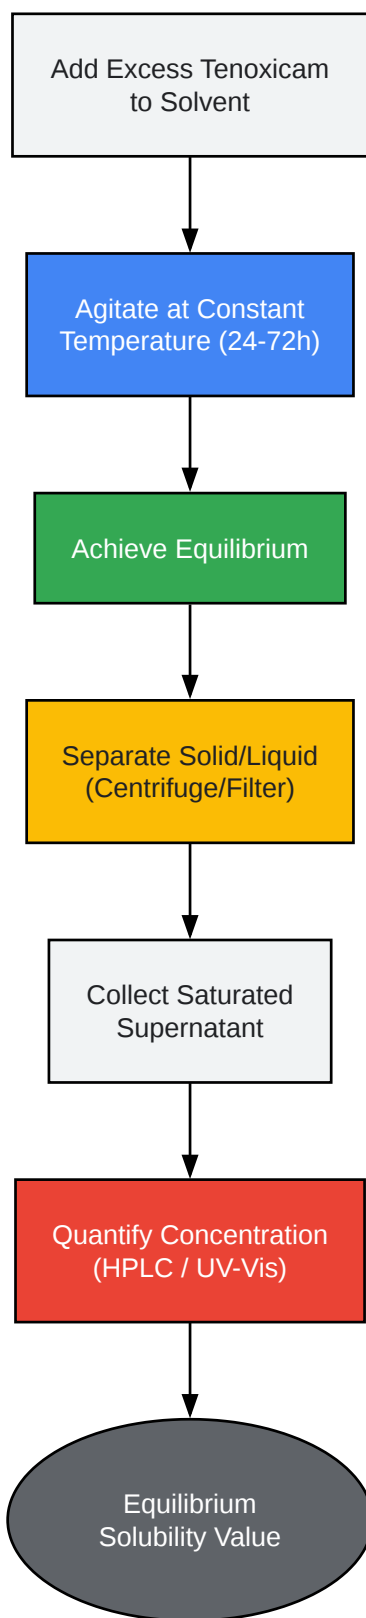 Add Excess Tenoxicam
to Solvent
Agitate at Constant
Temperature (24-72h)
Achieve Equilibrium
Separate Solid/Liquid
(Centrifuge/Filter)
Collect Saturated
Supernatant
Quantify Concentration
(HPLC / UV-Vis)
Equilibrium
Solubility Value